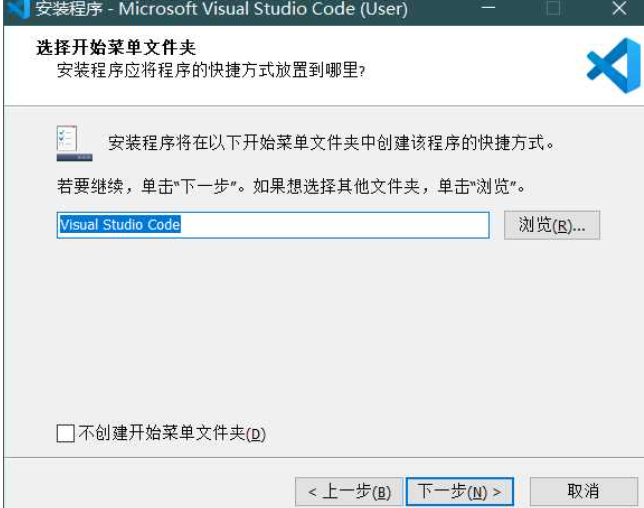 安装程序 - Microsoft Visual Studio Code (User)
选择开始菜单文件夹
安装程序应将程序的快捷方式放置到哪里?
安装程序将在以下开始菜单文件夹中创建该程序的快捷方式。
若要继续，单击“下一步”。如果想选择其他文件夹，单击“浏览”。
Visual Studio Code
浏览(R)...
不创建开始菜单文件夹(D)
< 上一步(B)
下一步(N) >
取消